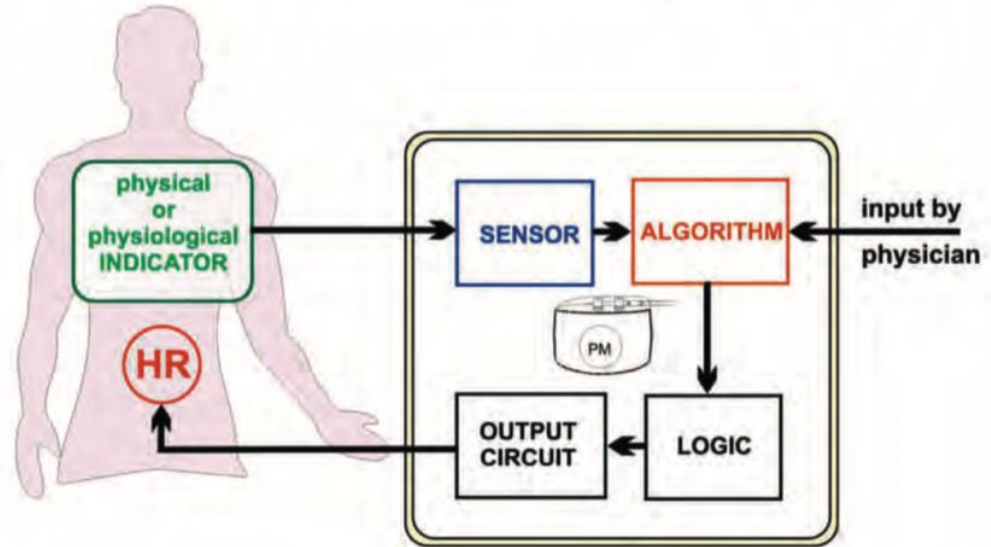 physical
or
physiological
INDICATOR
SENSOR
ALGORITHM
input by
physician
PM
HR
OUTPUT
CIRCUIT
LOGIC